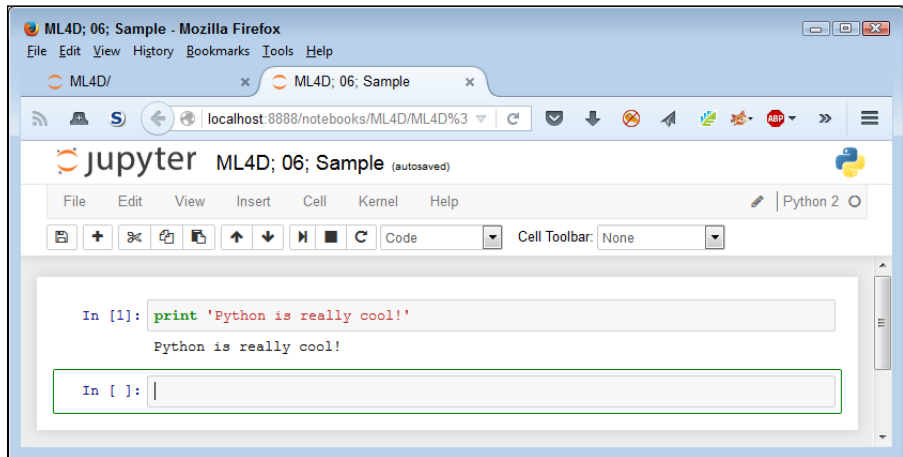 ML4D; 06; Sample - Mozilla Firefox
File Edit View History Bookmarks Tools Help
ML4D/ × ML4D; 06; Sample ×
S) localhost:8888/notebooks/ML4D/ML4D%3 ABP »
jupyter ML4D; 06; Sample (autosaved)
File Edit View Insert Cell Kernel Help Python 2
Code Cell Toolbar: None
In [1]: print 'Python is really cool!'
Python is really cool!
In [ ]: